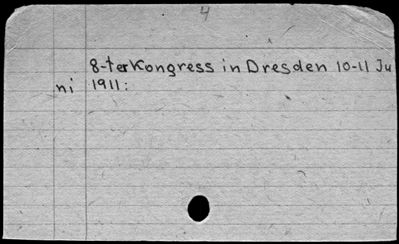 4
8-ter Kongress in Dresden 10-11 Ju
ni 1911: